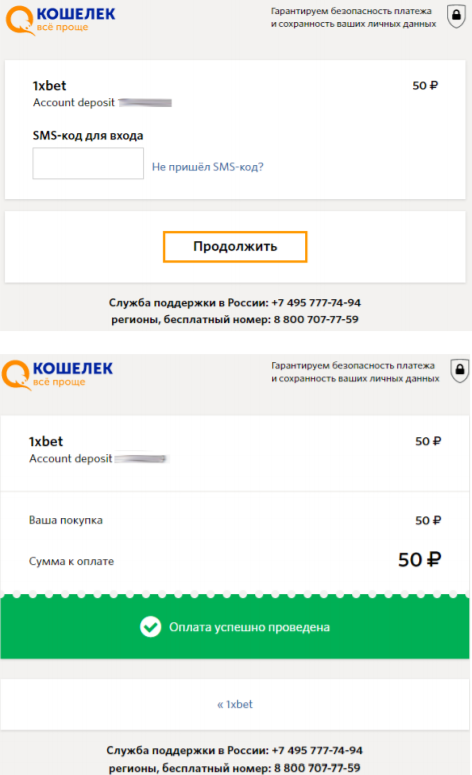 КОШЕЛЕК
всё проще
Гарантируем безопасность платежа
и сохранность ваших личных данных
1xbet 50 ₽
Account deposit
SMS-код для входа
Не пришёл SMS-код?
Продолжить
Служба поддержки в России: +7 495 777-74-94
регионы, бесплатный номер: 8 800 707-77-59
КОШЕЛЕК
всё проще
Гарантируем безопасность платежа
и сохранность ваших личных данных
1xbet 50 ₽
Account deposit
Ваша покупка 50 ₽
Сумма к оплате 50 ₽
Оплата успешно проведена
« 1xbet
Служба поддержки в России: +7 495 777-74-94
регионы, бесплатный номер: 8 800 707-77-59